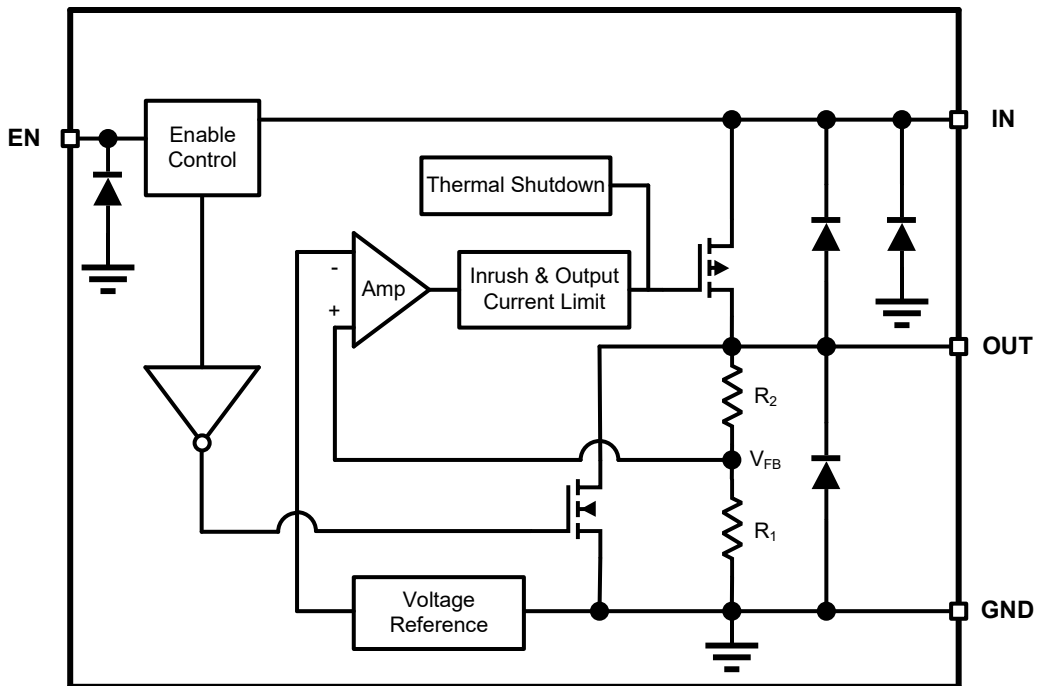 EN
Enable
Control
IN
Thermal Shutdown
-
Amp
+
Inrush & Output
Current Limit
OUT
R2
VFB
R1
Voltage
Reference
GND